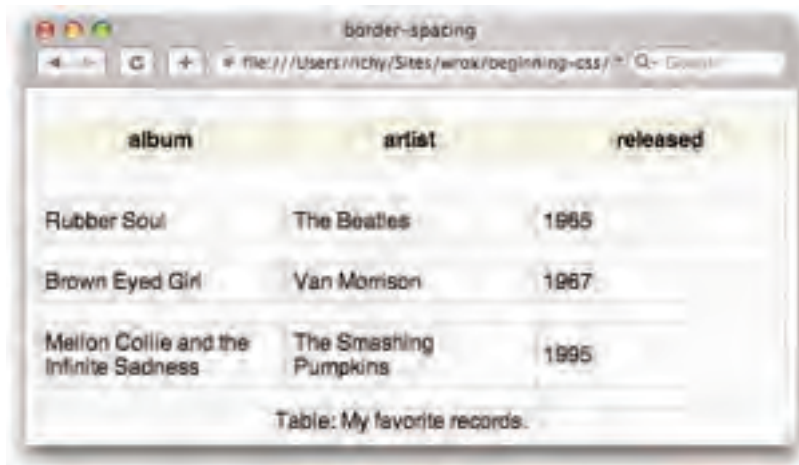 border-spacing
file:///Users/richy/Sites/wrox/beginning-css/
album artist released
Rubber Soul The Beatles 1965
Brown Eyed Girl Van Morrison 1967
Mellon Collie and the The Smashing 1995
Infinite Sadness Pumpkins
Table: My favorite records.